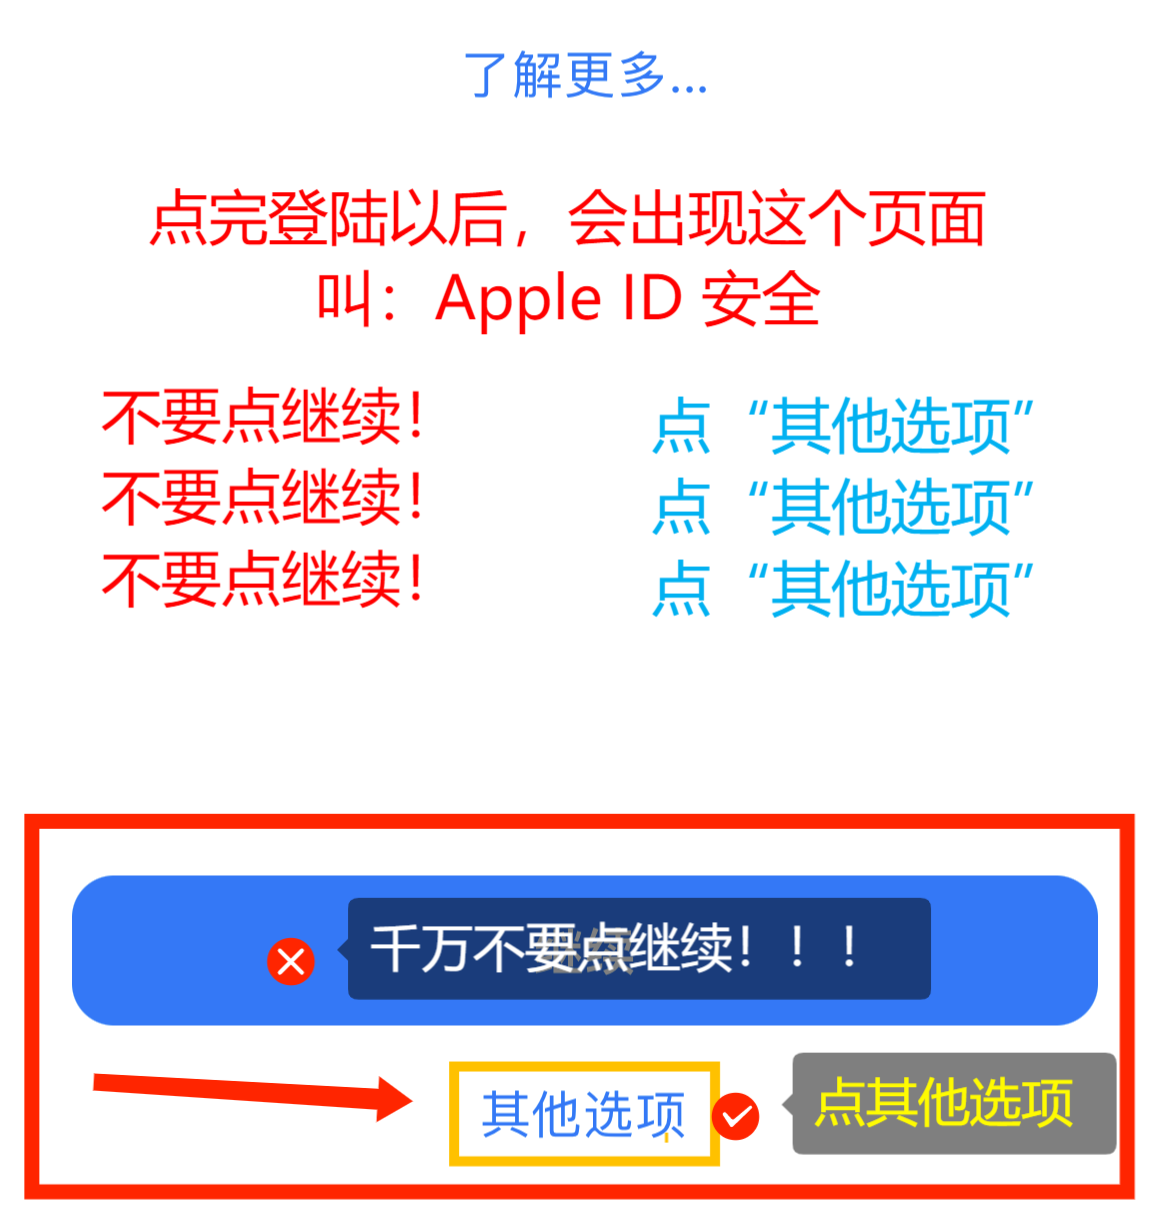 了解更多...
点完登陆以后，会出现这个页面
叫：Apple ID 安全
不要点继续！
点“其他选项”
不要点继续！
点“其他选项”
不要点继续！
点“其他选项”
继续
千万不要点继续！！！
其他选项
点其他选项